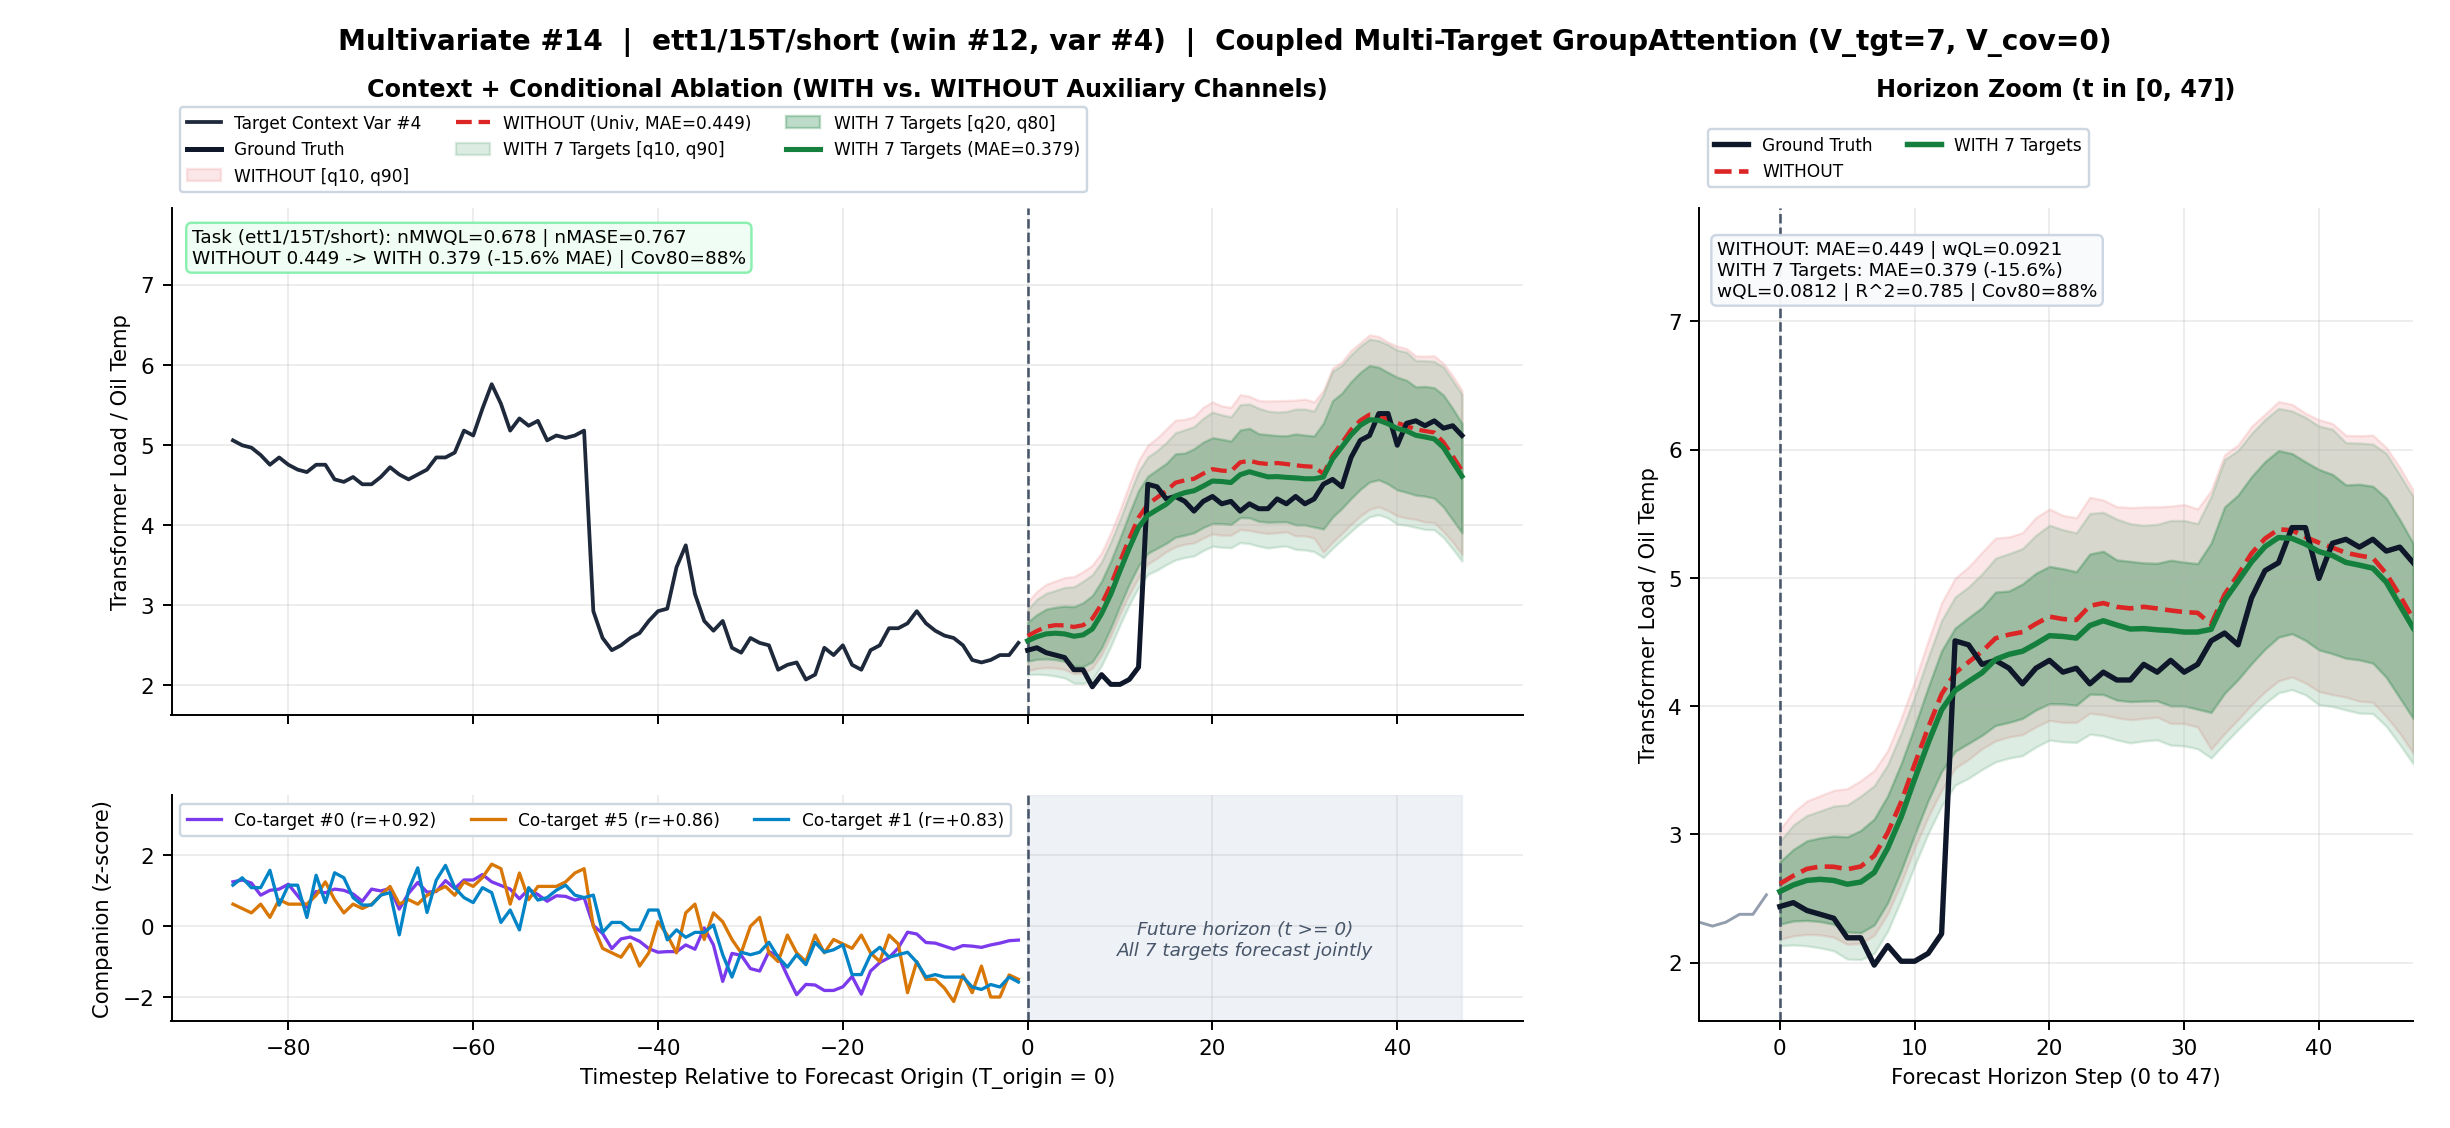 Multivariate #14 | ett1/15T/short (win #12, var #4) | Coupled Multi-Target GroupAttention (V_tgt=7, V_cov=0)
Context + Conditional Ablation (WITH vs. WITHOUT Auxiliary Channels)
Target Context Var #4
Ground Truth
WITHOUT [q10, q90]
WITHOUT (Univ, MAE=0.449)
WITH 7 Targets [q10, q90]
WITH 7 Targets [q20, q80]
WITH 7 Targets (MAE=0.379)
Task (ett1/15T/short): nMWQL=0.678 | nMASE=0.767
WITHOUT 0.449 -> WITH 0.379 (-15.6% MAE) | Cov80=88%
Transformer Load / Oil Temp
7
6
5
4
3
2
Co-target #0 (r=+0.92)
Co-target #5 (r=+0.86)
Co-target #1 (r=+0.83)
Companion (z-score)
2
0
−2
Future horizon (t >= 0)
All 7 targets forecast jointly
−80
−60
−40
−20
0
20
40
Timestep Relative to Forecast Origin (T_origin = 0)
Horizon Zoom (t in [0, 47])
Ground Truth
WITHOUT
WITH 7 Targets
WITHOUT: MAE=0.449 | wQL=0.0921
WITH 7 Targets: MAE=0.379 (-15.6%)
wQL=0.0812 | R^2=0.785 | Cov80=88%
Transformer Load / Oil Temp
7
6
5
4
3
2
0
10
20
30
40
Forecast Horizon Step (0 to 47)